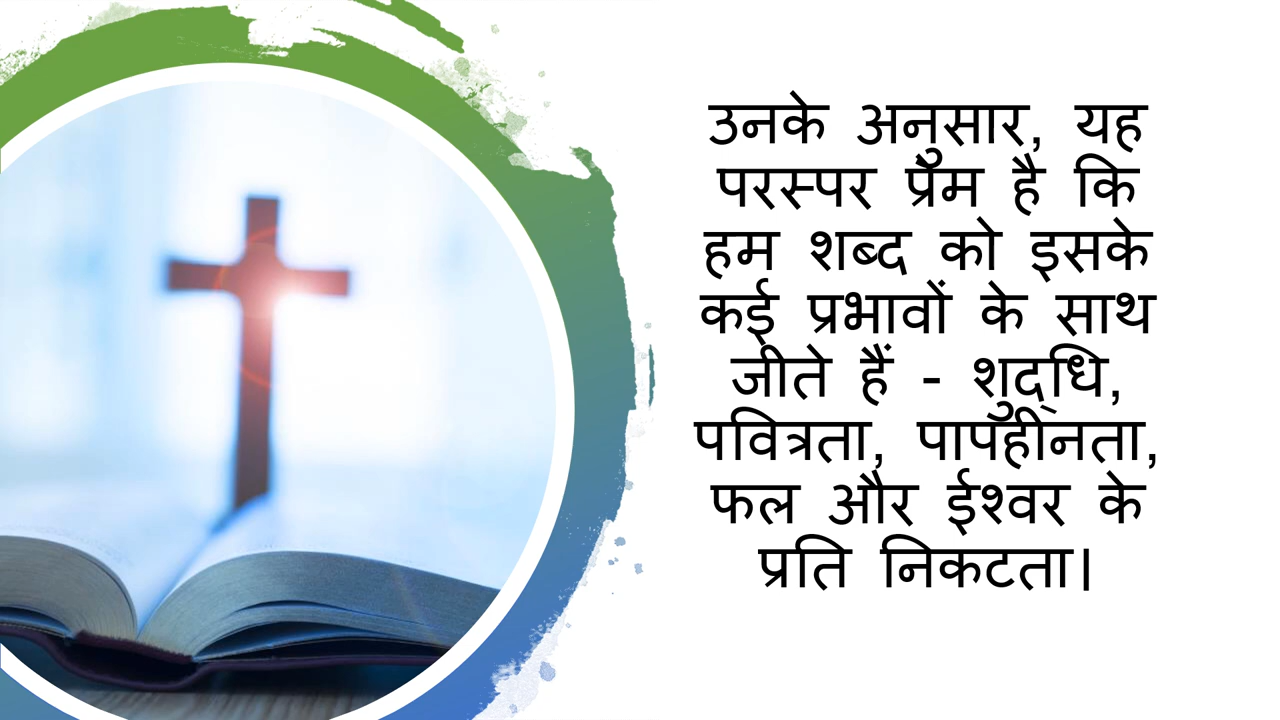 उनके अनुसार, यह
परस्पर प्रेम है कि
हम शब्द को इसके
कई प्रभावों के साथ
जीते हैं - शुद्धि,
पवित्रता, पापहीनता,
फल और ईश्वर के
प्रति निकटता।